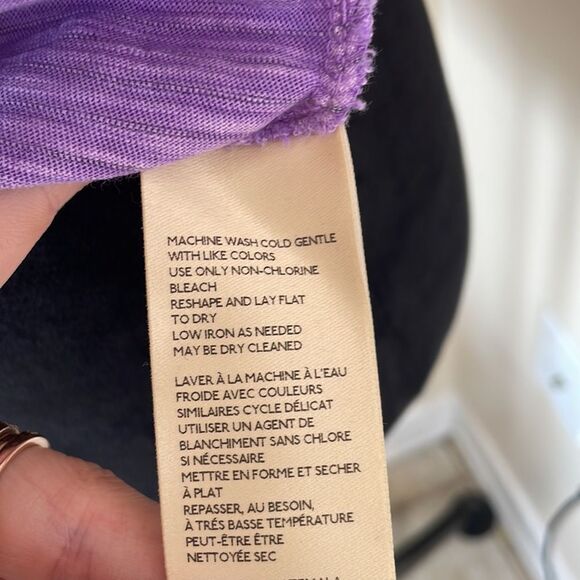 MACHINE WASH COLD GENTLE
WITH LIKE COLORS
USE ONLY NON-CHLORINE
BLEACH
RESHAPE AND LAY FLAT
TO DRY
LOW IRON AS NEEDED
MAY BE DRY CLEANED
LAVER À LA MACHINE À L'EAU
FROIDE AVEC COULEURS
SIMILAIRES CYCLE DÉLICAT
UTILISER UN AGENT DE
BLANCHIMENT SANS CHLORE
SI NÉCESSAIRE
METTRE EN FORME ET SECHER
À PLAT
REPASSER, AU BESOIN,
À TRÉS BASSE TEMPÉRATURE
PEUT-ÊTRE ÊTRE
NETTOYÉE SEC